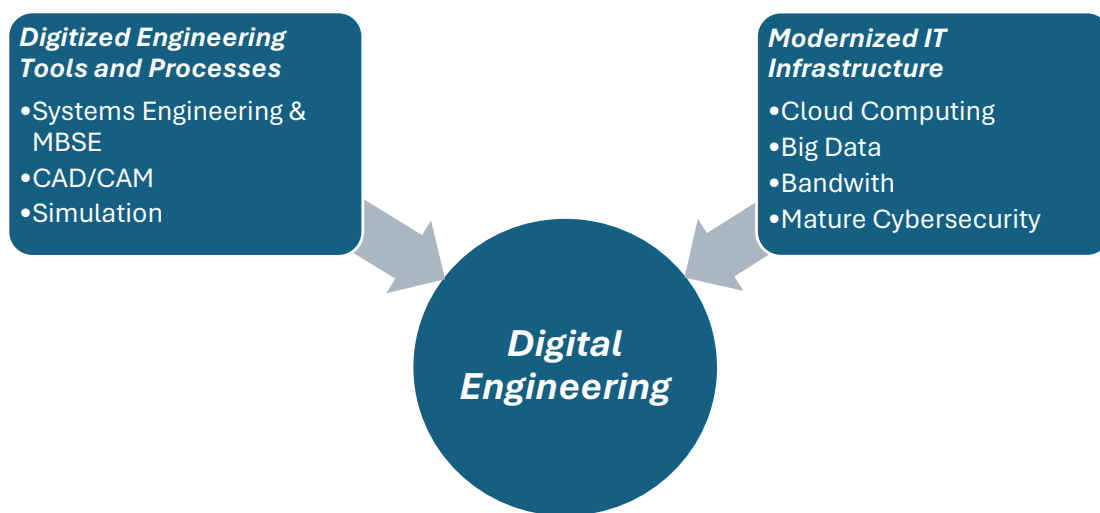 Digitized Engineering
Tools and Processes
•Systems Engineering &
MBSE
•CAD/CAM
•Simulation
Modernized IT
Infrastructure
•Cloud Computing
•Big Data
•Bandwith
•Mature Cybersecurity
Digital
Engineering